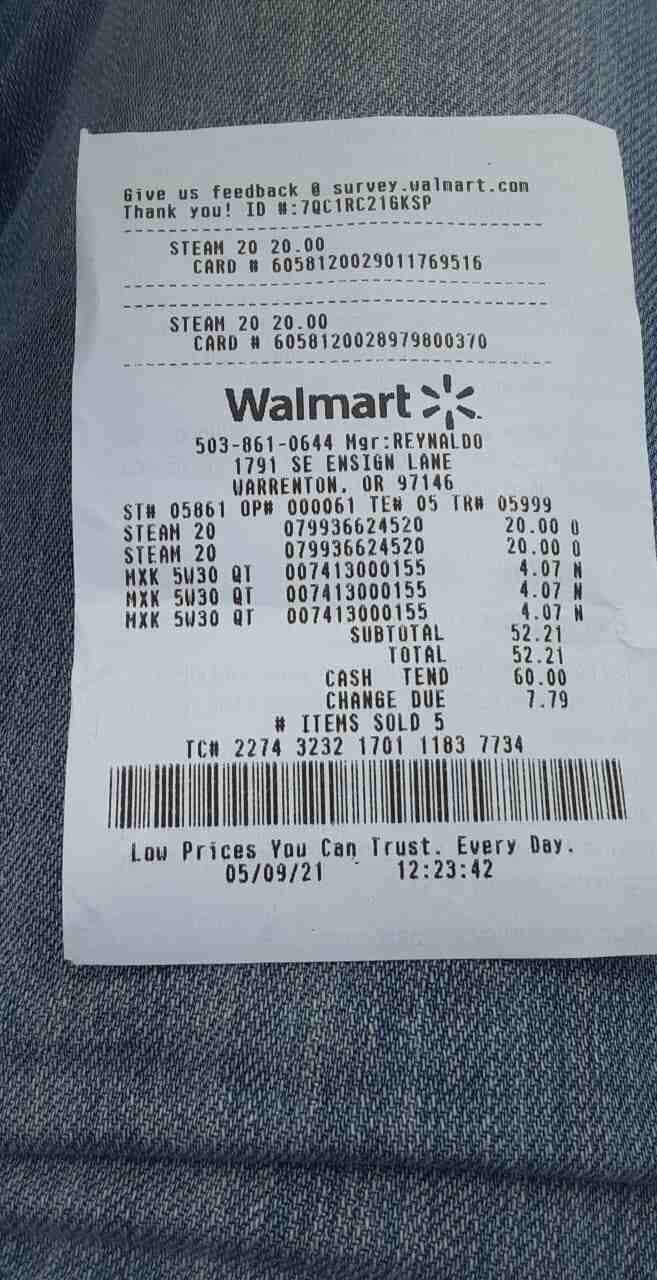 Give us feedback @ survey.walmart.com
Thank you! ID #:7QC1RC21GKSP
STEAM 20 20.00
CARD # 6058120029011769516
STEAM 20 20.00
CARD # 6058120028979800370
Walmart
503-861-0644 Mgr:REYNALDO
1791 SE ENSIGN LANE
WARRENTON, OR 97146
ST# 05861 OP# 000061 TE# 05 TR# 05999
STEAM 20 079936624520 20.00 O
STEAM 20 079936624520 20.00 O
MXK 5W30 QT 007413000155 4.07 N
MXK 5W30 QT 007413000155 4.07 N
MXK 5W30 QT 007413000155 4.07 N
SUBTOTAL 52.21
TOTAL 52.21
CASH TEND 60.00
CHANGE DUE 7.79
# ITEMS SOLD 5
TC# 2274 3232 1701 1183 7734
Low Prices You Can Trust. Every Day.
05/09/21 12:23:42